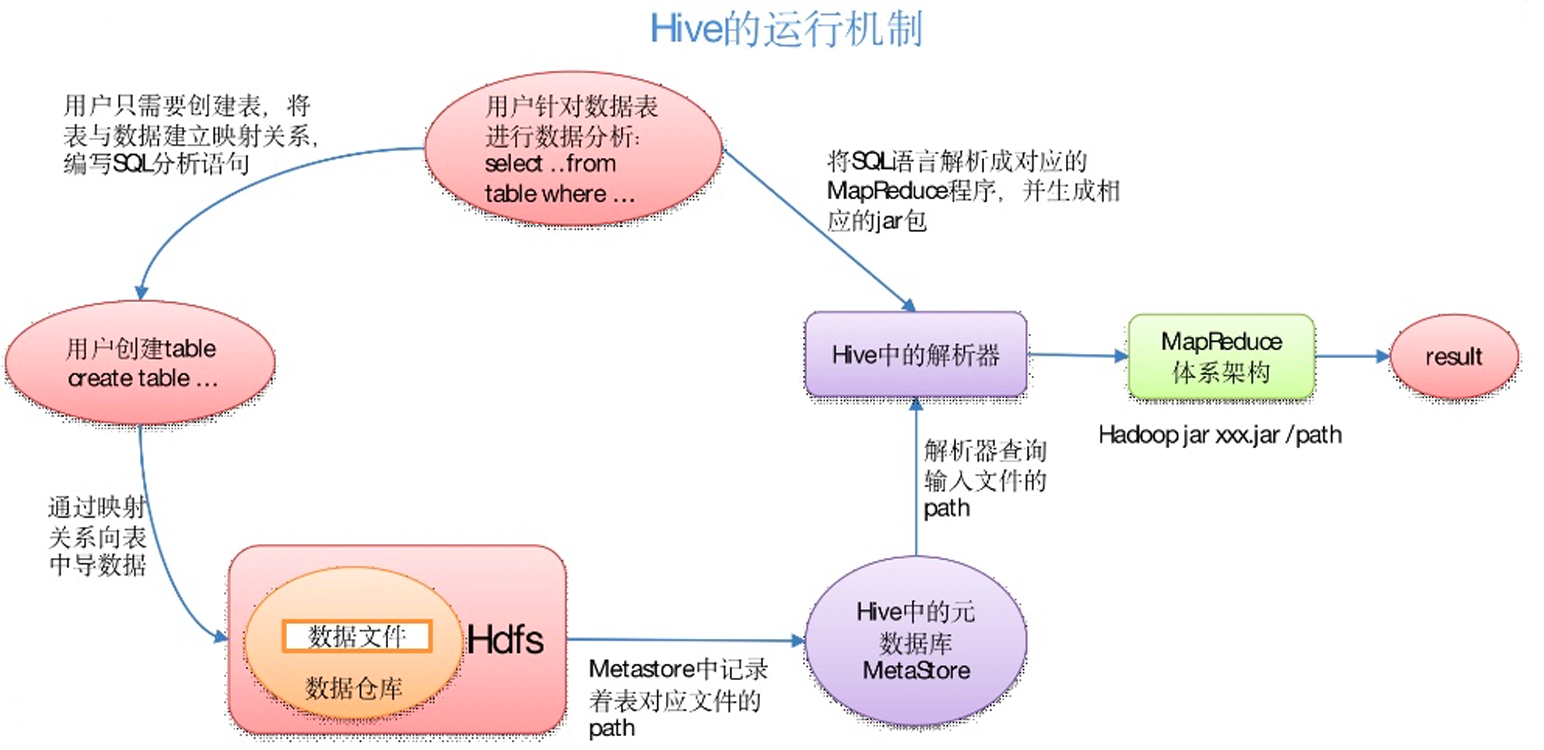 Hive的运行机制
用户只需要创建表，将
表与数据建立映射关系，
编写SQL分析语句
用户针对数据表
进行数据分析：
select ..from
table where ...
将SQL语言解析成对应的
MapReduce程序，并生成相
应的jar包
用户创建table
create table ...
Hive中的解析器
MapReduce
体系架构
result
Hadoop jar xxx.jar /path
解析器查询
输入文件的
path
通过映射
关系向表
中导数据
数据文件
数据仓库
Hdfs
Metastore中记录
着表对应文件的
path
Hive中的元
数据库
MetaStore